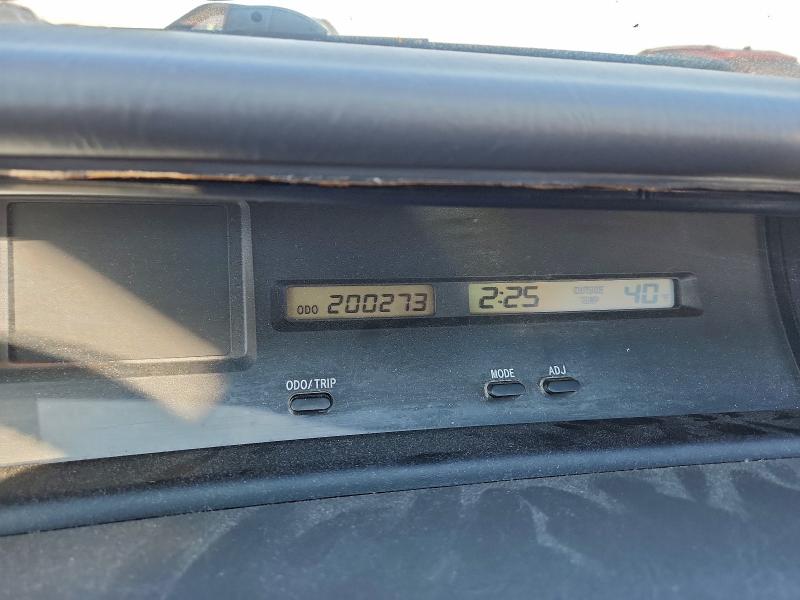 ODO 200273
2:25 OUTSIDE TEMP 40°F
ODO/TRIP
MODE ADJ